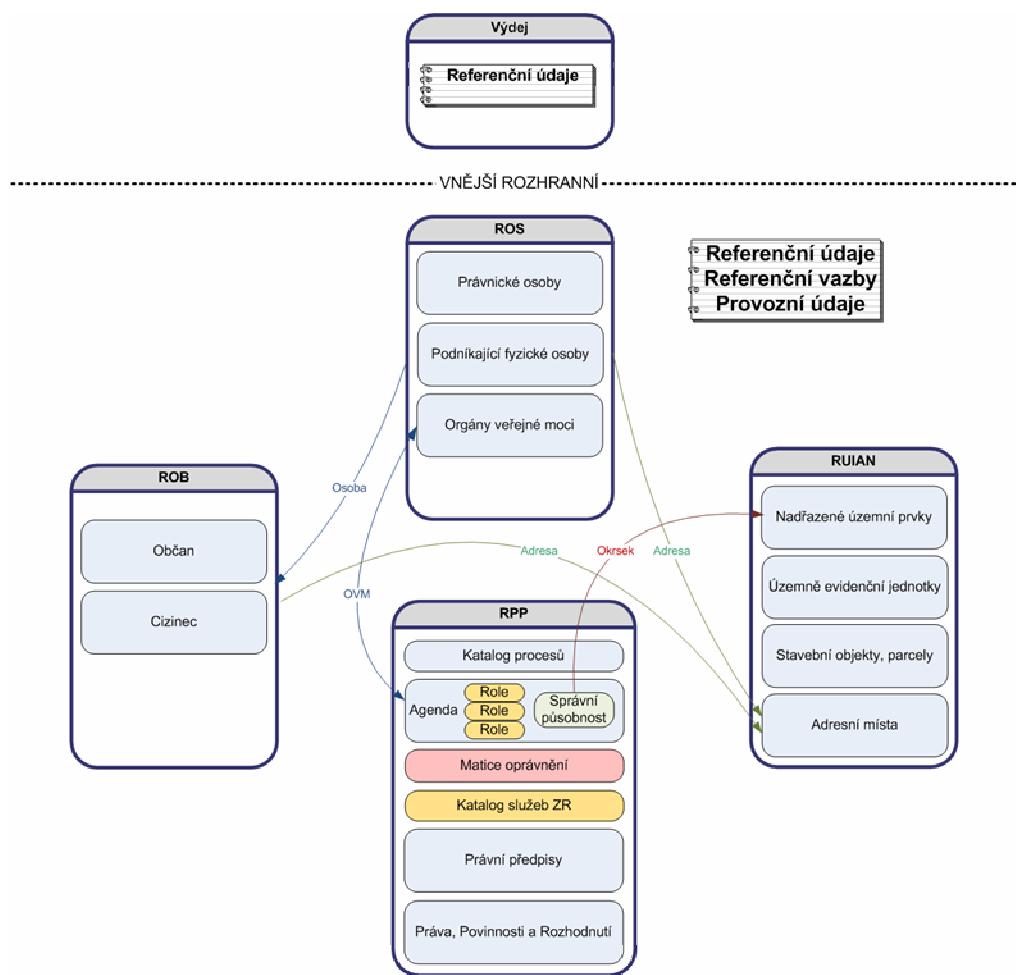 Výdej
Referenční údaje
VNĚJŠÍ ROZHRANNÍ
ROS
Právnické osoby
Podníkající fyzické osoby
Orgány veřejné moci
Referenční údaje
Referenční vazby
Provozní údaje
ROB
Občan
Cizinec
RUIAN
Nadřazené územní prvky
Územně evidenční jednotky
Stavební objekty, parcely
Adresní místa
Osoba
Adresa
Okrsek
Adresa
OVM
RPP
Katalog procesů
Agenda
Role
Role
Role
Správní
působnost
Matice oprávnění
Katalog služeb ZR
Právní předpisy
Práva, Povinnosti a Rozhodnutí